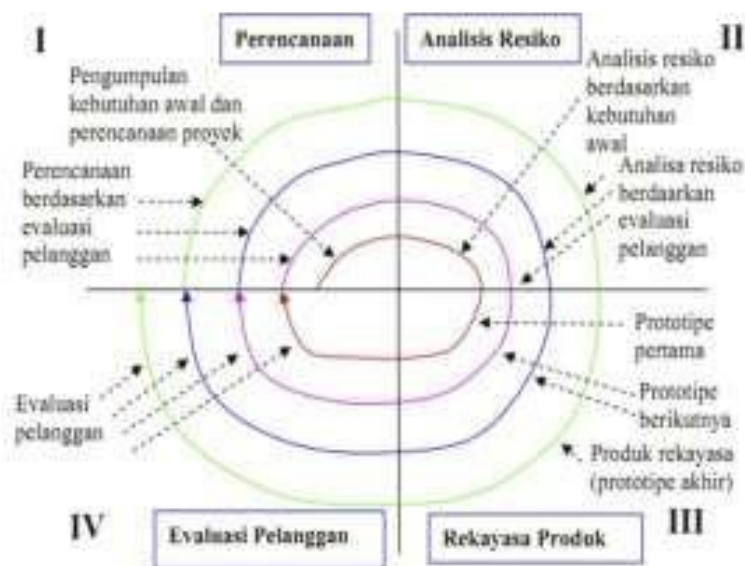 I
Perencanaan
Analisis Resiko
II
Pengumpulan
kebutuhan awal dan
perencanaan proyek
Analisis resiko
berdasarkan
kebutuhan
awal
Perencanaan
berdasarkan
evaluasi
pelanggan
Analisa resiko
berdaarkan
evaluasi
pelanggan
Prototipe
pertama
Prototipe
berikutnya
Evaluasi
pelanggan
Produk rekayasa
(prototipe akhir)
IV
Evaluasi Pelanggan
Rekayasa Produk
III